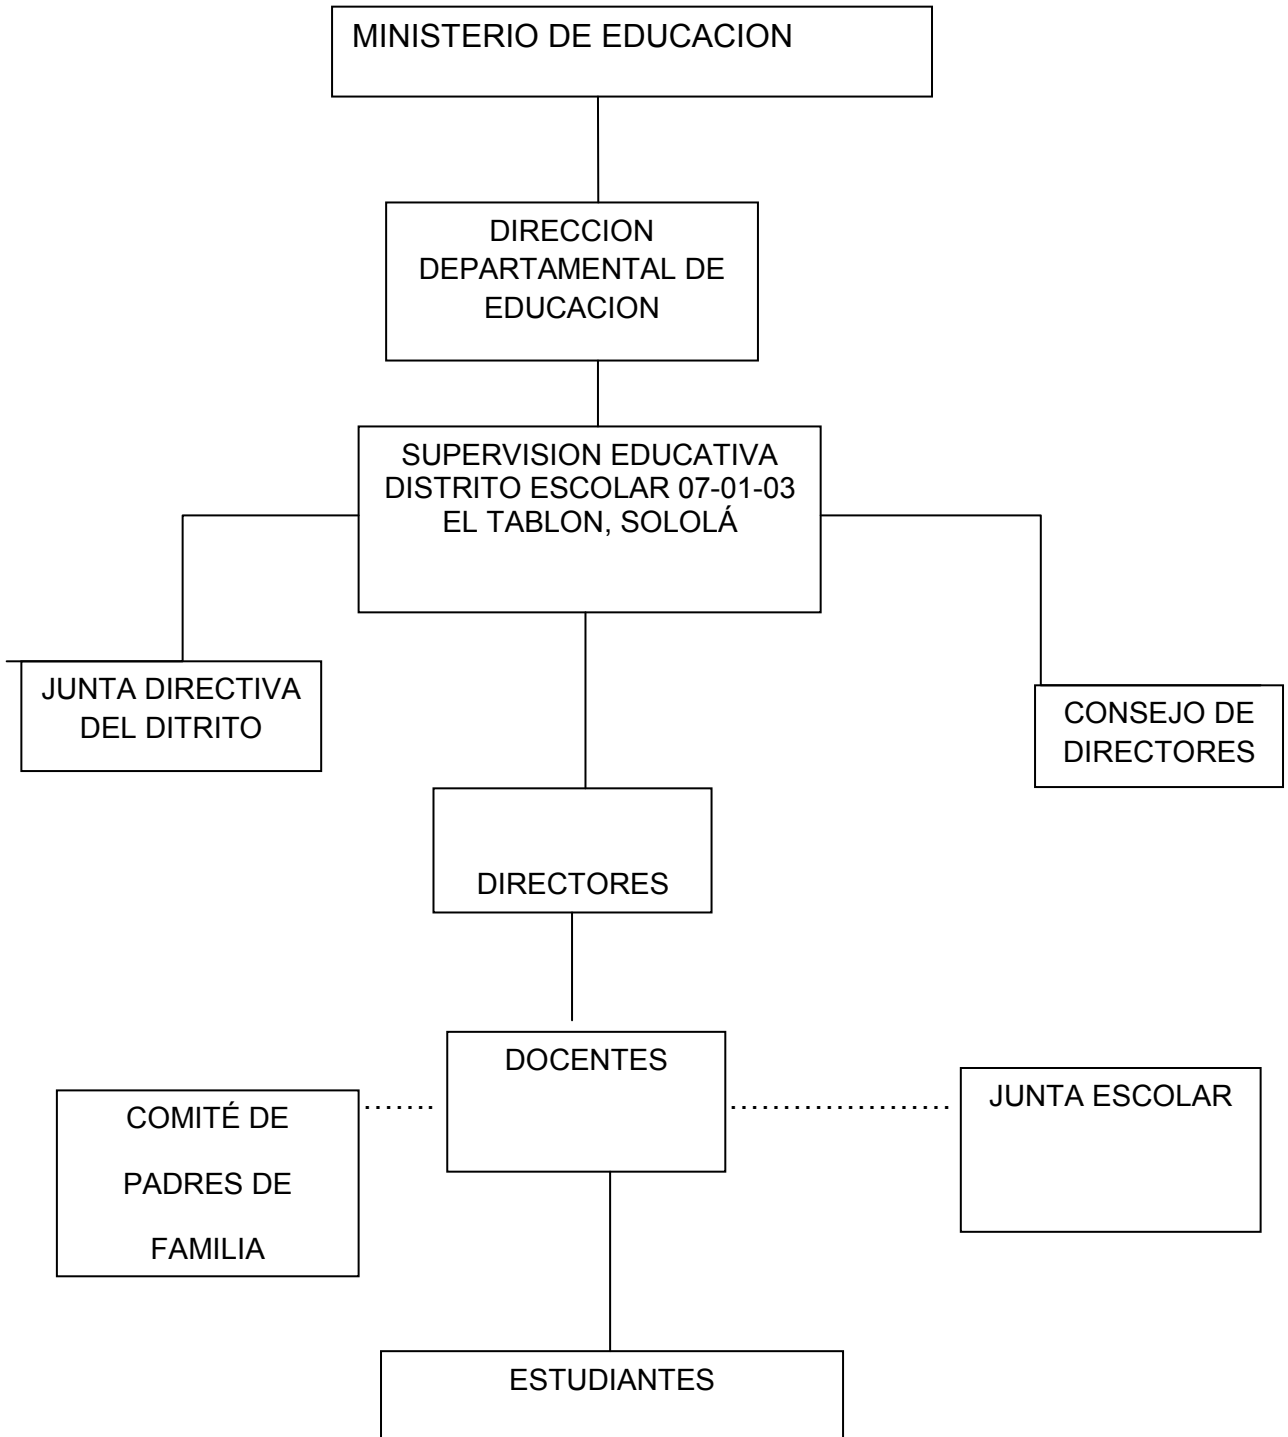 MINISTERIO DE EDUCACION
DIRECCION
DEPARTAMENTAL DE
EDUCACION
SUPERVISION EDUCATIVA
DISTRITO ESCOLAR 07-01-03
EL TABLON, SOLOLÁ
JUNTA DIRECTIVA
DEL DITRITO
CONSEJO DE
DIRECTORES
DIRECTORES
DOCENTES
COMITÉ DE
PADRES DE
FAMILIA
JUNTA ESCOLAR
ESTUDIANTES